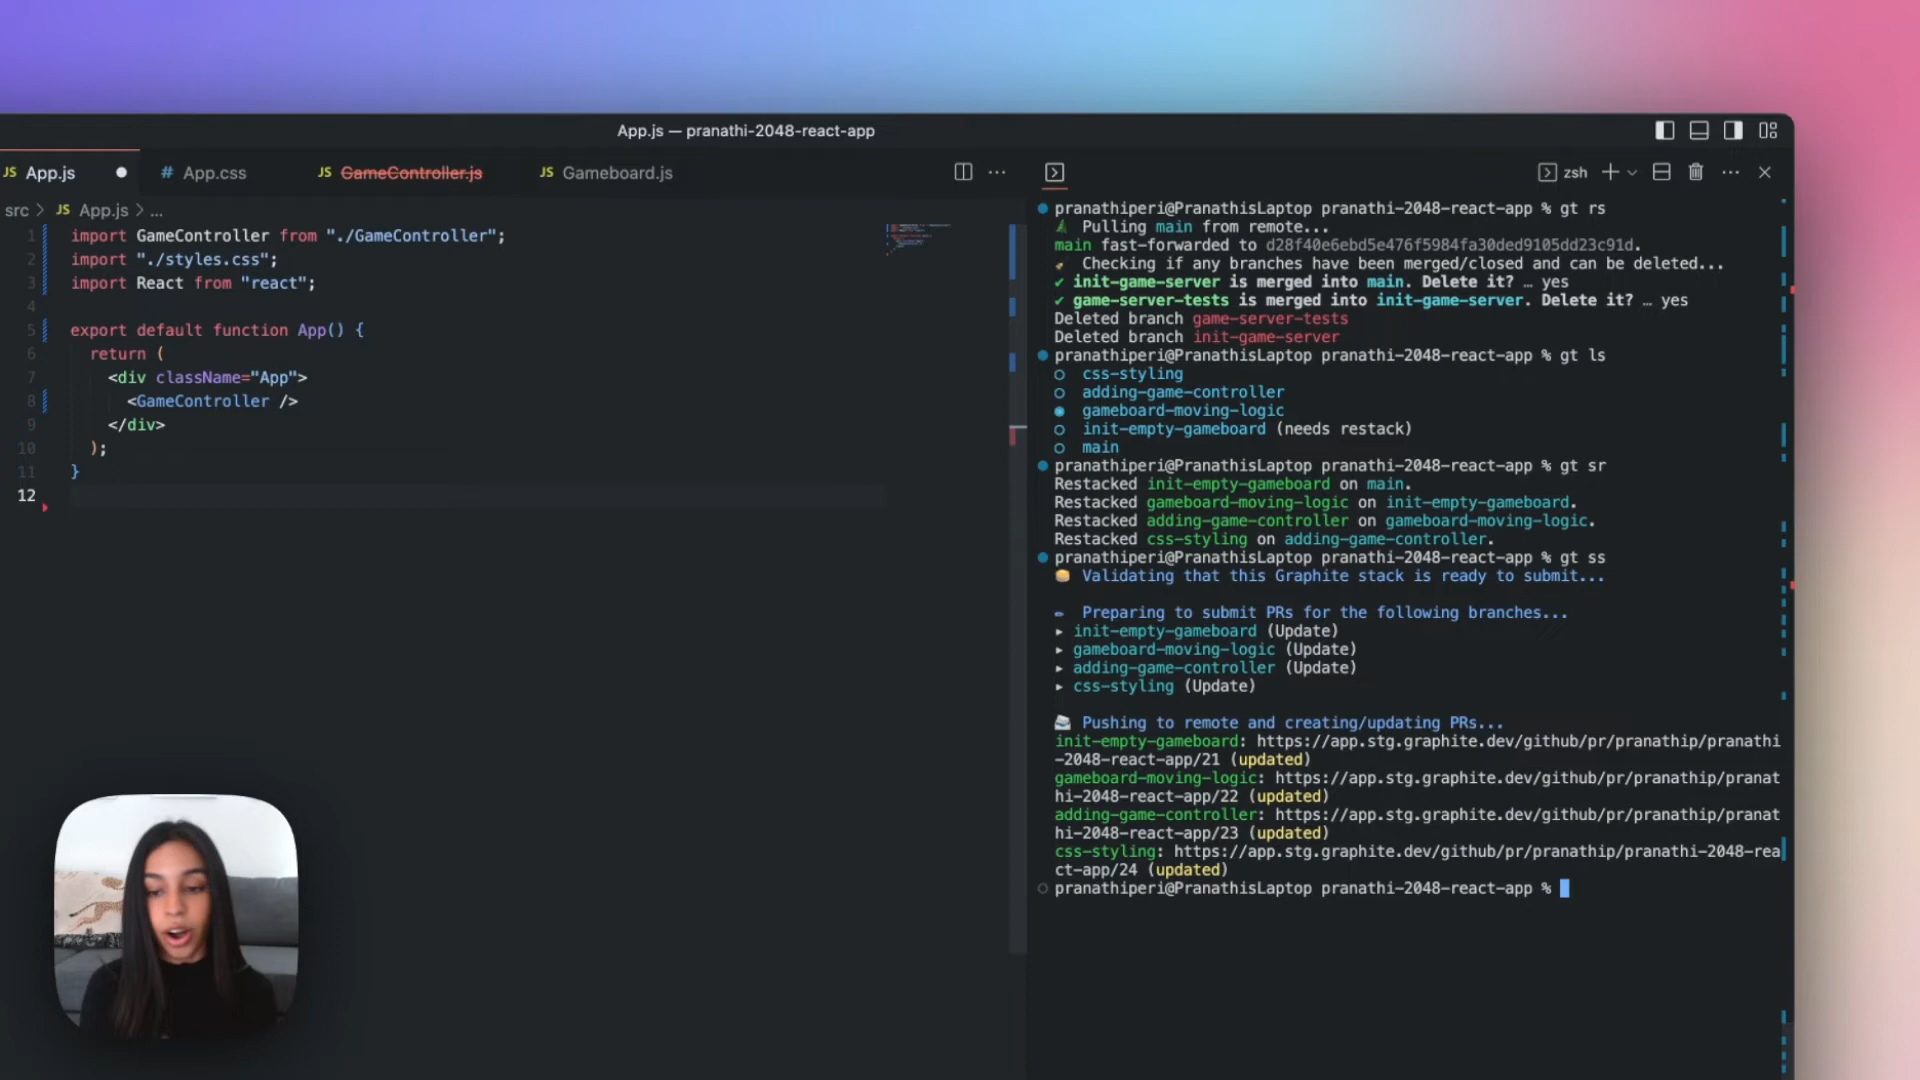 App.js — pranathi-2048-react-app
JS App.js # App.css JS GameController.js JS Gameboard.js
src > JS App.js > ...
1 import GameController from "./GameController";
2 import "./styles.css";
3 import React from "react";
4
5 export default function App() {
6 return (
7 <div className="App">
8 <GameController />
9 </div>
10 );
11 }
12
zsh
pranathiperi@PranathisLaptop pranathi-2048-react-app % gt rs
Pulling main from remote...
main fast-forwarded to d28f40e6ebd5e476f5984fa30ded9105dd23c91d.
Checking if any branches have been merged/closed and can be deleted...
✔ init-game-server is merged into main. Delete it? … yes
✔ game-server-tests is merged into init-game-server. Delete it? … yes
Deleted branch game-server-tests
Deleted branch init-game-server
pranathiperi@PranathisLaptop pranathi-2048-react-app % gt ls
css-styling
adding-game-controller
gameboard-moving-logic
init-empty-gameboard (needs restack)
main
pranathiperi@PranathisLaptop pranathi-2048-react-app % gt sr
Restacked init-empty-gameboard on main.
Restacked gameboard-moving-logic on init-empty-gameboard.
Restacked adding-game-controller on gameboard-moving-logic.
Restacked css-styling on adding-game-controller.
pranathiperi@PranathisLaptop pranathi-2048-react-app % gt ss
Validating that this Graphite stack is ready to submit...
Preparing to submit PRs for the following branches...
▸ init-empty-gameboard (Update)
▸ gameboard-moving-logic (Update)
▸ adding-game-controller (Update)
▸ css-styling (Update)
Pushing to remote and creating/updating PRs...
init-empty-gameboard: https://app.stg.graphite.dev/github/pr/pranathip/pranathi
-2048-react-app/21 (updated)
gameboard-moving-logic: https://app.stg.graphite.dev/github/pr/pranathip/pranat
hi-2048-react-app/22 (updated)
adding-game-controller: https://app.stg.graphite.dev/github/pr/pranathip/pranat
hi-2048-react-app/23 (updated)
css-styling: https://app.stg.graphite.dev/github/pr/pranathip/pranathi-2048-rea
ct-app/24 (updated)
pranathiperi@PranathisLaptop pranathi-2048-react-app %